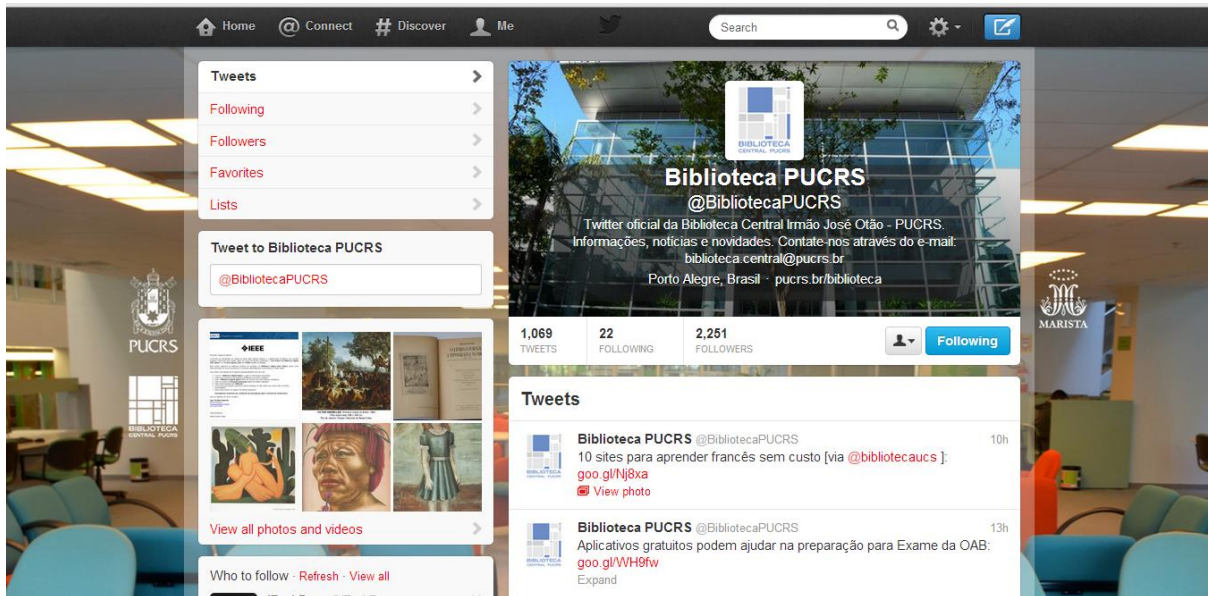 Home
Connect
Discover
Me
Search
Tweets
Following
Followers
Favorites
Lists
Tweet to Biblioteca PUCRS
@BibliotecaPUCRS
IEEE
View all photos and videos
Who to follow · Refresh · View all
BIBLIOTECA
CENTRAL PUCRS
Biblioteca PUCRS
@BibliotecaPUCRS
Twitter oficial da Biblioteca Central Irmão José Otão - PUCRS.
Informações, notícias e novidades. Contate-nos através do e-mail:
biblioteca.central@pucrs.br
Porto Alegre, Brasil · pucrs.br/biblioteca
1,069
TWEETS
22
FOLLOWING
2,251
FOLLOWERS
Following
Tweets
Biblioteca PUCRS @BibliotecaPUCRS 10h
10 sites para aprender francês sem custo [via @bibliotecaucs ]:
goo.gl/Nj8xa
View photo
Biblioteca PUCRS @BibliotecaPUCRS 13h
Aplicativos gratuitos podem ajudar na preparação para Exame da OAB:
goo.gl/WH9fw
Expand
PUCRS
BIBLIOTECA
CENTRAL PUCRS
MARISTA